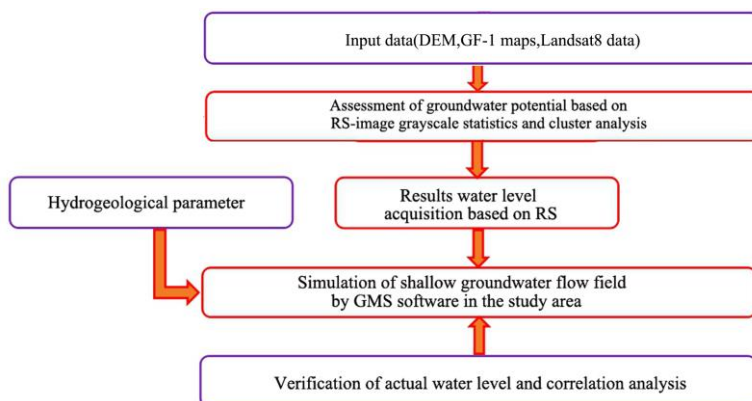 Input data(DEM,GF-1 maps,Landsat8 data)
Assessment of groundwater potential based on
RS-image grayscale statistics and cluster analysis
Hydrogeological parameter
Results water level
acquisition based on RS
Simulation of shallow groundwater flow field
by GMS software in the study area
Verification of actual water level and correlation analysis